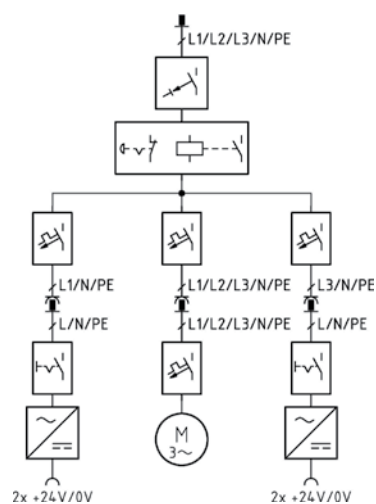 L1/L2/L3/N/PE
L1/N/PE
L1/L2/L3/N/PE
L3/N/PE
L/N/PE
L1/L2/L3/N/PE
L/N/PE
M
3~
2x +24V/0V
2x +24V/0V